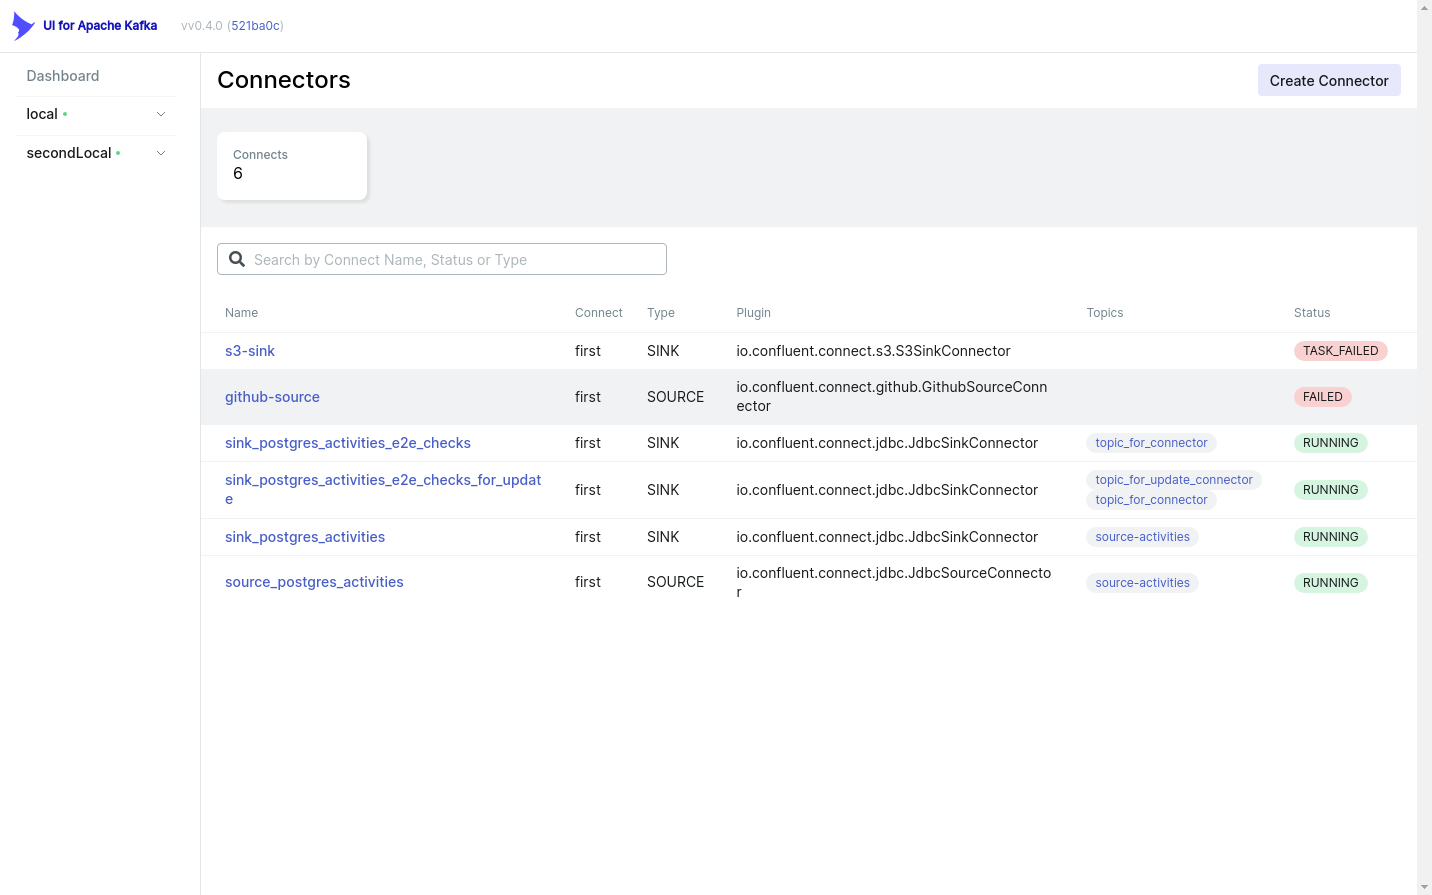 UI for Apache Kafka vv0.4.0 (521ba0c)
Dashboard
local
secondLocal
Connectors
Create Connector
Connects
6
Search by Connect Name, Status or Type
Name Connect Type Plugin Topics Status
s3-sink first SINK io.confluent.connect.s3.S3SinkConnector TASK_FAILED
github-source first SOURCE io.confluent.connect.github.GithubSourceConn
ector FAILED
sink_postgres_activities_e2e_checks first SINK io.confluent.connect.jdbc.JdbcSinkConnector topic_for_connector RUNNING
sink_postgres_activities_e2e_checks_for_updat
e first SINK io.confluent.connect.jdbc.JdbcSinkConnector topic_for_update_connector
topic_for_connector RUNNING
sink_postgres_activities first SINK io.confluent.connect.jdbc.JdbcSinkConnector source-activities RUNNING
source_postgres_activities first SOURCE io.confluent.connect.jdbc.JdbcSourceConnecto
r source-activities RUNNING